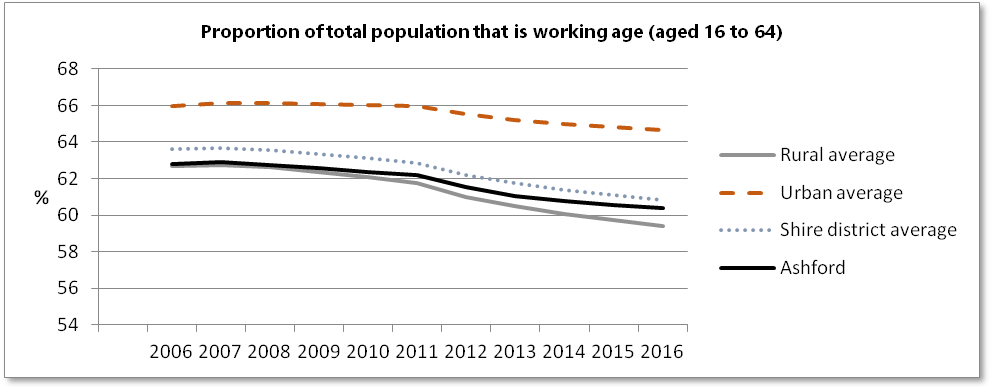 Proportion of total population that is working age (aged 16 to 64)
68
66
64
62
60
58
56
54
%
2006 2007 2008 2009 2010 2011 2012 2013 2014 2015 2016
Rural average
Urban average
Shire district average
Ashford